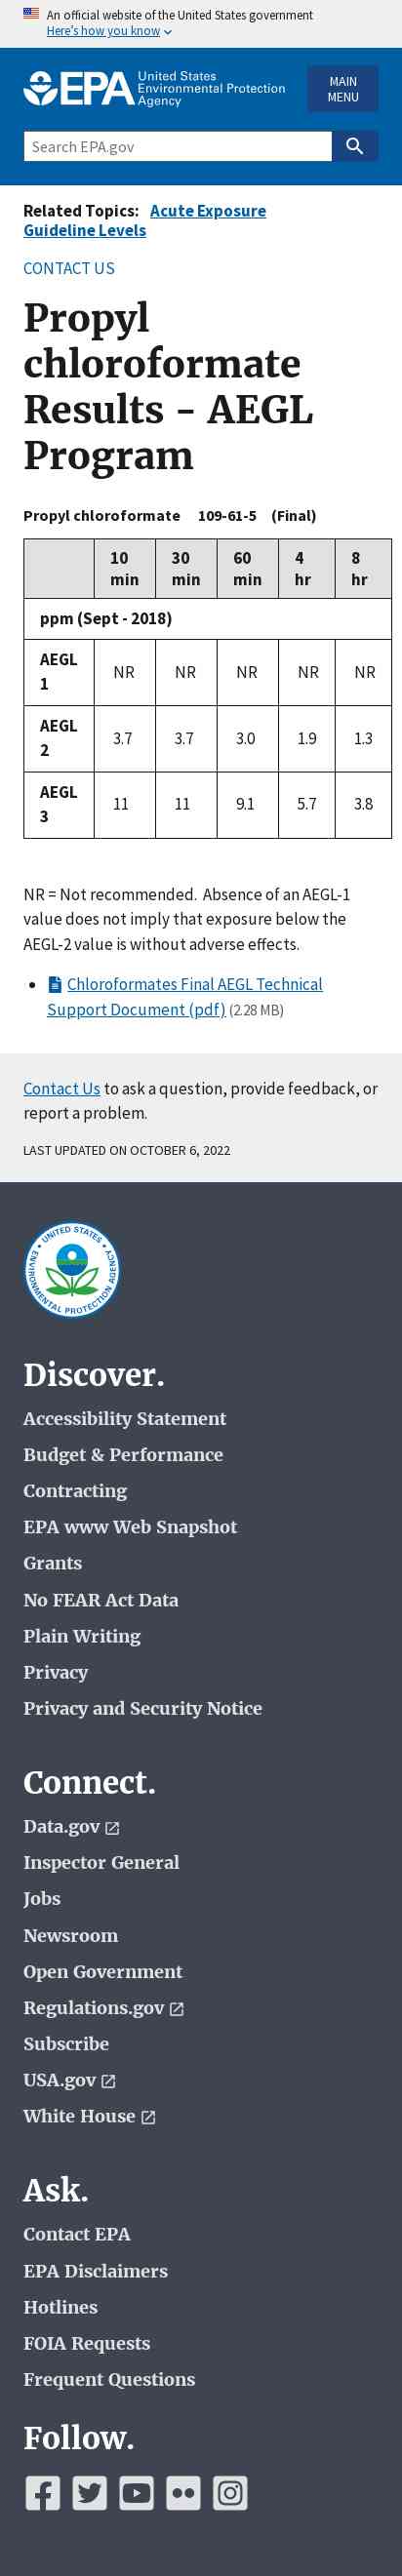 An official website of the United States government
Here's how you know
EPA United States
Environmental Protection
Agency
MAIN
MENU
Search EPA.gov
Related Topics: Acute Exposure
Guideline Levels
CONTACT US
Propyl
chloroformate
Results - AEGL
Program
Propyl chloroformate 109-61-5 (Final)
10 min 30 min 60 min 4 hr 8 hr
ppm (Sept - 2018)
AEGL 1 NR NR NR NR NR
AEGL 2 3.7 3.7 3.0 1.9 1.3
AEGL 3 11 11 9.1 5.7 3.8
NR = Not recommended. Absence of an AEGL-1
value does not imply that exposure below the
AEGL-2 value is without adverse effects.
Chloroformates Final AEGL Technical
Support Document (pdf) (2.28 MB)
Contact Us to ask a question, provide feedback, or
report a problem.
LAST UPDATED ON OCTOBER 6, 2022
UNITED STATES
ENVIRONMENTAL PROTECTION AGENCY
Discover.
Accessibility Statement
Budget & Performance
Contracting
EPA www Web Snapshot
Grants
No FEAR Act Data
Plain Writing
Privacy
Privacy and Security Notice
Connect.
Data.gov
Inspector General
Jobs
Newsroom
Open Government
Regulations.gov
Subscribe
USA.gov
White House
Ask.
Contact EPA
EPA Disclaimers
Hotlines
FOIA Requests
Frequent Questions
Follow.